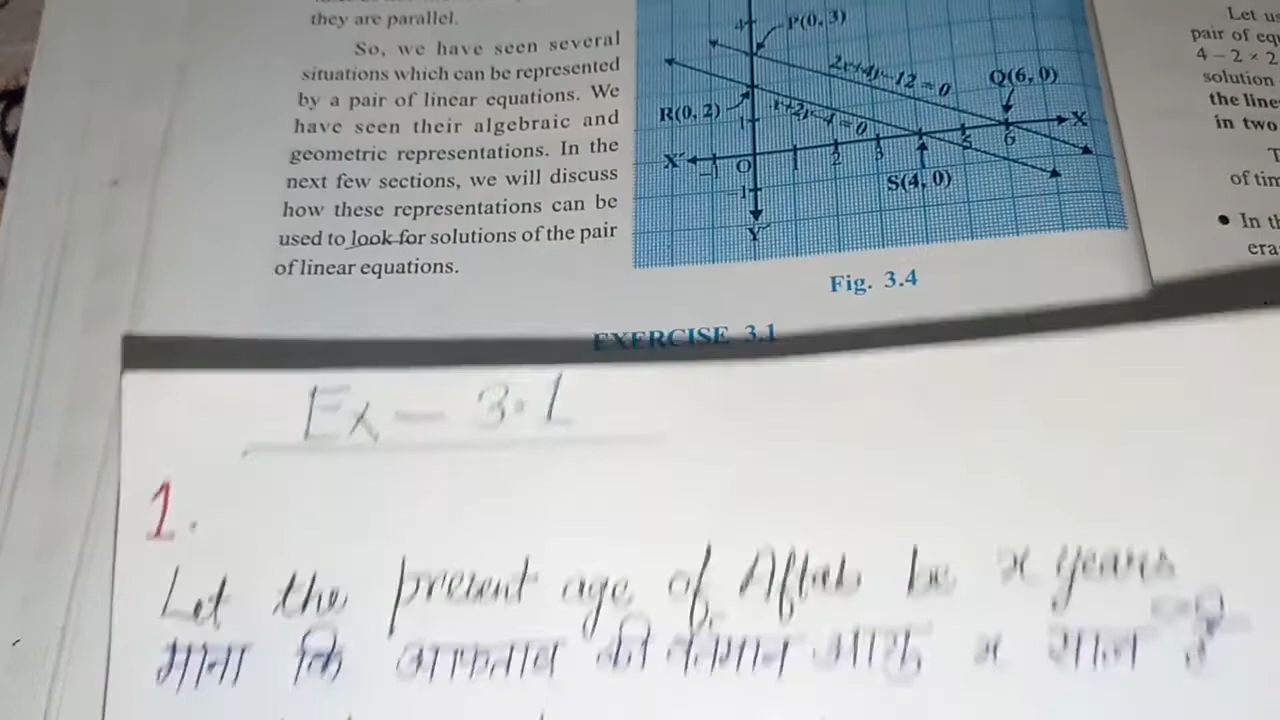 they are parallel.
So, we have seen several
situations which can be represented
by a pair of linear equations. We
have seen their algebraic and
geometric representations. In the
next few sections, we will discuss
how these representations can be
used to look for solutions of the pair
of linear equations.
4
P(0, 3)
2x+4y–12=0
Q(6, 0)
R(0, 2)
x+2y–4=0
1
X
X′
–1
O
2
3
5
6
S(4, 0)
–1
Y′
Fig. 3.4
Let us
pair of equ
4 – 2 × 2
solution
the line
in two
T
of tim
• In th
era
EXERCISE 3.1
Ex – 3.1
1.
Let the present age of Aftab be x years
माना कि आफताब की वर्तमान आयु x साल है